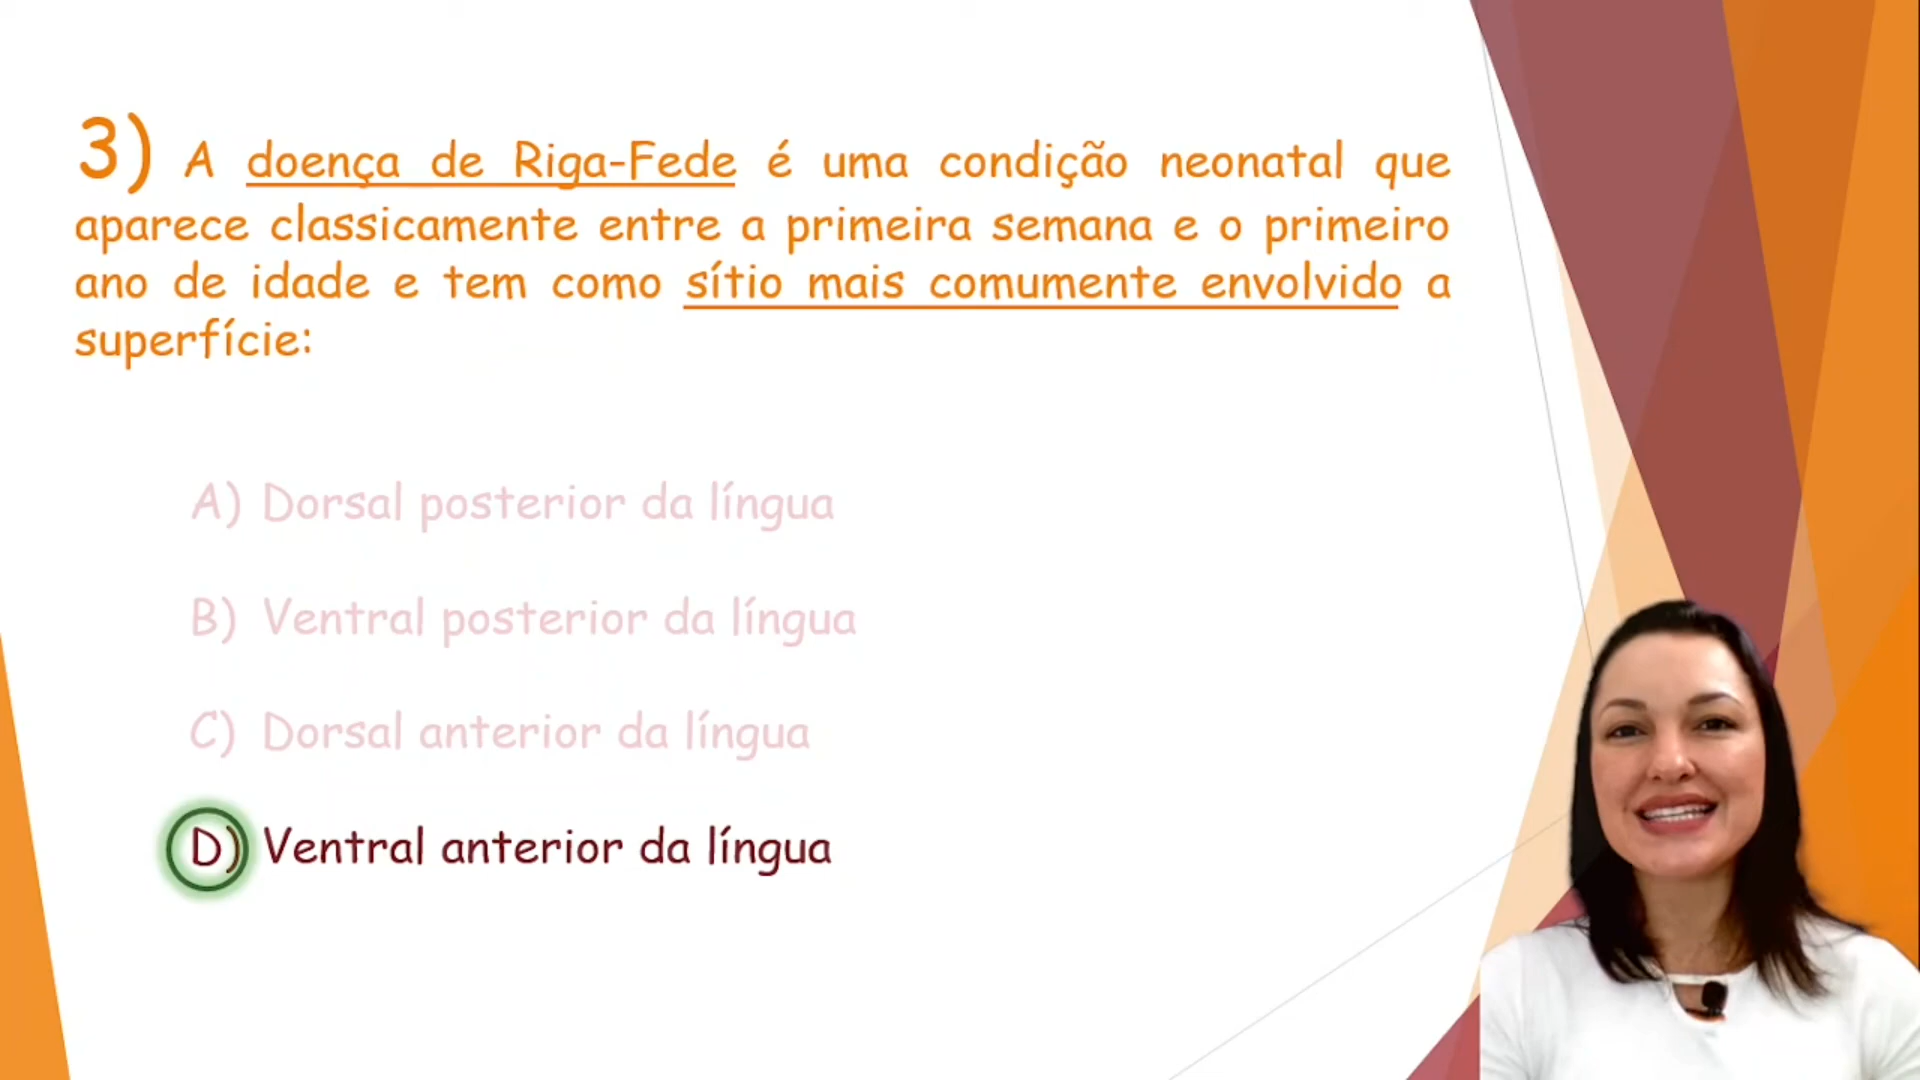 3) A doença de Riga-Fede é uma condição neonatal que
aparece classicamente entre a primeira semana e o primeiro
ano de idade e tem como sítio mais comumente envolvido a
superfície:
A) Dorsal posterior da língua
B) Ventral posterior da língua
C) Dorsal anterior da língua
D) Ventral anterior da língua